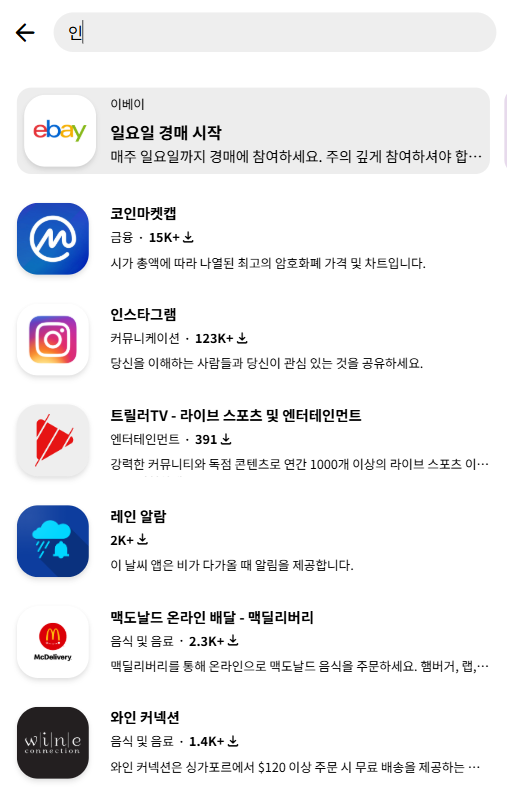 인
ebay
이베이
일요일 경매 시작
매주 일요일까지 경매에 참여하세요. 주의 깊게 참여하셔야 합…
코인마켓캡
금융 · 15K+
시가 총액에 따라 나열된 최고의 암호화폐 가격 및 차트입니다.
인스타그램
커뮤니케이션 · 123K+
당신을 이해하는 사람들과 당신이 관심 있는 것을 공유하세요.
트릴러TV - 라이브 스포츠 및 엔터테인먼트
엔터테인먼트 · 391
강력한 커뮤니티와 독점 콘텐츠로 연간 1000개 이상의 라이브 스포츠 이…
레인 알람
2K+
이 날씨 앱은 비가 다가올 때 알림을 제공합니다.
맥도날드 온라인 배달 - 맥딜리버리
음식 및 음료 · 2.3K+
McDelivery
맥딜리버리를 통해 온라인으로 맥도날드 음식을 주문하세요. 햄버거, 랩,…
와인 커넥션
음식 및 음료 · 1.4K+
w|i|n|e
connection
와인 커넥션은 싱가포르에서 $120 이상 주문 시 무료 배송을 제공하는 …